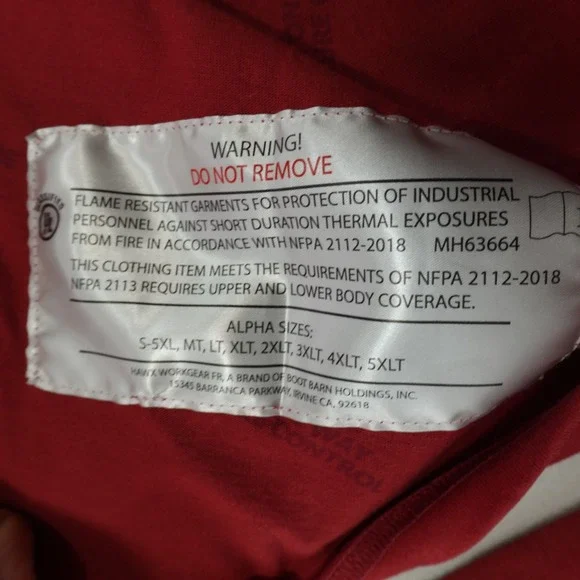 WARNING!
DO NOT REMOVE
FLAME RESISTANT GARMENTS FOR PROTECTION OF INDUSTRIAL
PERSONNEL AGAINST SHORT DURATION THERMAL EXPOSURES
FROM FIRE IN ACCORDANCE WITH NFPA 2112-2018 MH63664
THIS CLOTHING ITEM MEETS THE REQUIREMENTS OF NFPA 2112-2018
NFPA 2113 REQUIRES UPPER AND LOWER BODY COVERAGE.
ALPHA SIZES:
S-5XL, MT, LT, XLT, 2XLT, 3XLT, 4XLT, 5XLT
HAWX WORKGEAR FR, A BRAND OF BOOT BARN HOLDINGS, INC.
15345 BARRANCA PARKWAY, IRVINE CA, 92618
CONTROL